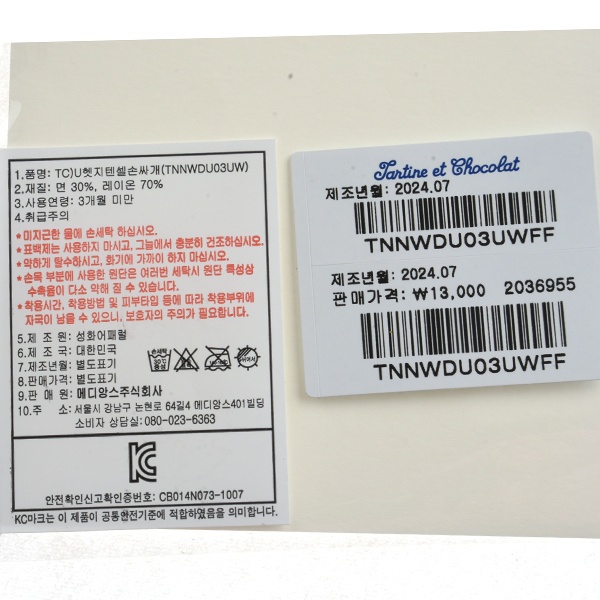 1.품명: TC)U헷지텐셀손싸개(TNNWDU03UW)
2.재질: 면 30%, 레이온 70%
3.사용연령: 3개월 미만
4.취급주의
*미지근한 물에 손세탁 하십시오.
*표백제는 사용하지 마시고, 그늘에서 충분히 건조하십시오.
*약하게 탈수하시고, 화기에 가까이 하지 마십시오.
*손목 부분에 사용한 원단은 여러번 세탁시 원단 특성상
수축율이 다소 약해 질 수 있습니다.
*착용시간, 착용방법 및 피부타입 등에 따라 착용부위에
자국이 남을 수 있으니, 보호자의 주의가 필요합니다.
5.제 조 원: 성화어패럴
6.제 조 국: 대한민국
7.제조년월: 별도표기
8.판매가격: 별도표기
9.판 매 원: 메디앙스주식회사
10.주 소: 서울시 강남구 논현로 64길4 메디앙스401빌딩
소비자 상담실: 080-023-6363
손세탁 30℃ 중성
KC
안전확인신고확인증번호: CB014N073-1007
KC마크는 이 제품이 공통안전기준에 적합하였음을 의미합니다.
Tartine et Chocolat
제조년월: 2024.07
TNNWDU03UWFF
제조년월: 2024.07
판매가격: ₩13,000 2036955
TNNWDU03UWFF